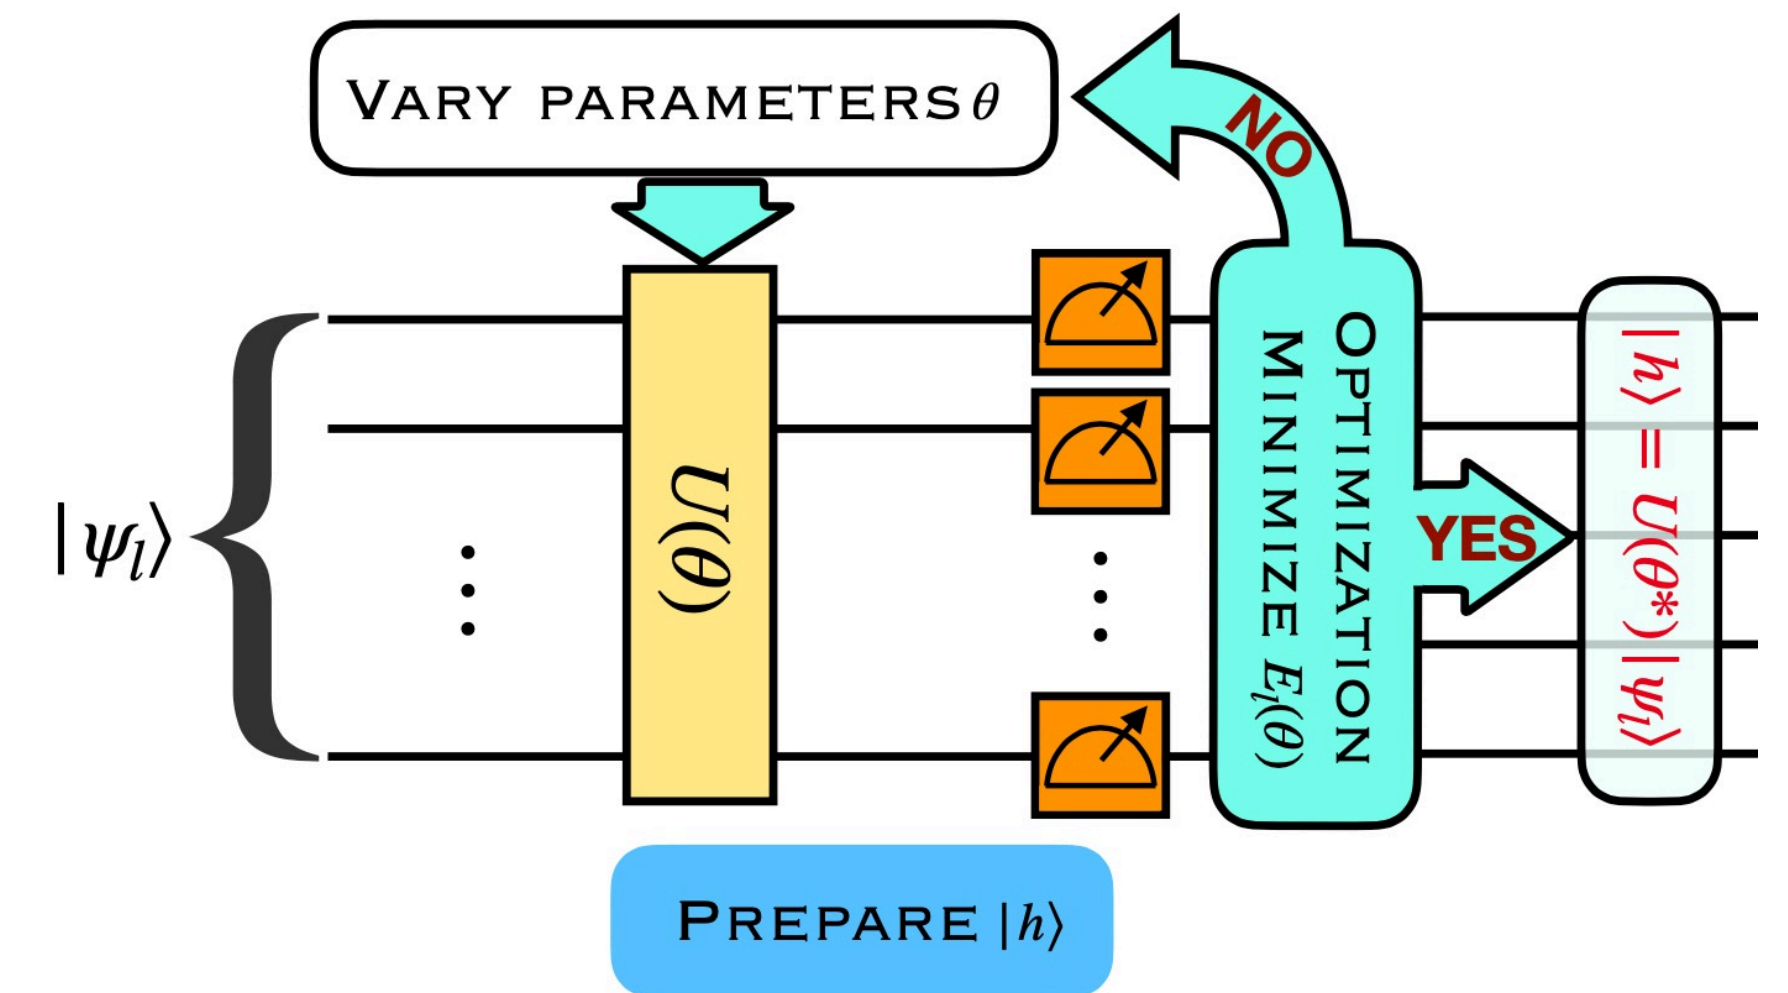 VARY PARAMETERS θ
NO
|ψ_l⟩
U(θ)
OPTIMIZATION
MINIMIZE E_l(θ)
YES
|h⟩ = U(θ*)|ψ_l⟩
PREPARE |h⟩